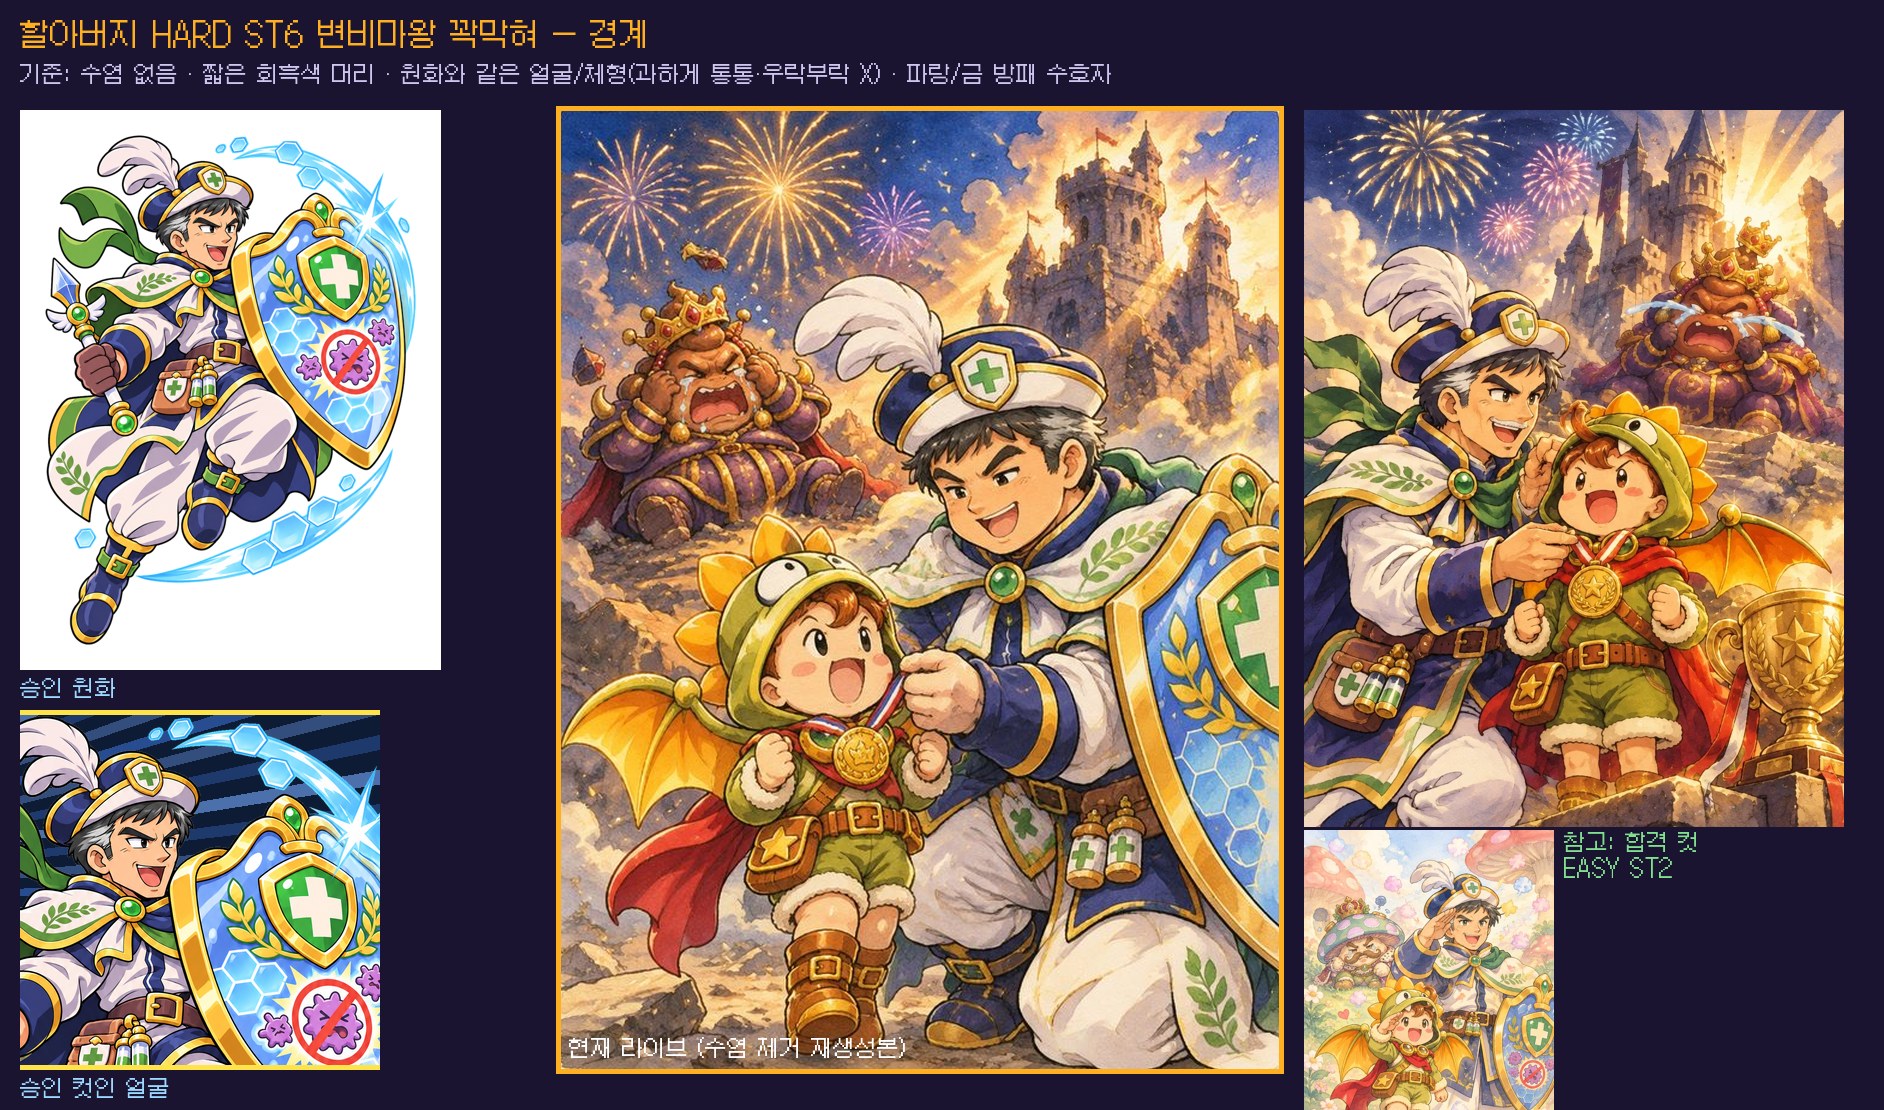 할아버지 HARD ST6 변비마왕 꽉막혀 – 경계
기준: 수염 없음 · 짧은 회흑색 머리 · 원화와 같은 얼굴/체형(과하게 통통·우락부락 X) · 파랑/금 방패 수호자
승인 원화
승인 컷인 얼굴
현재 라이브 (수염 제거 재생성본)
참고: 합격 컷
EASY ST2